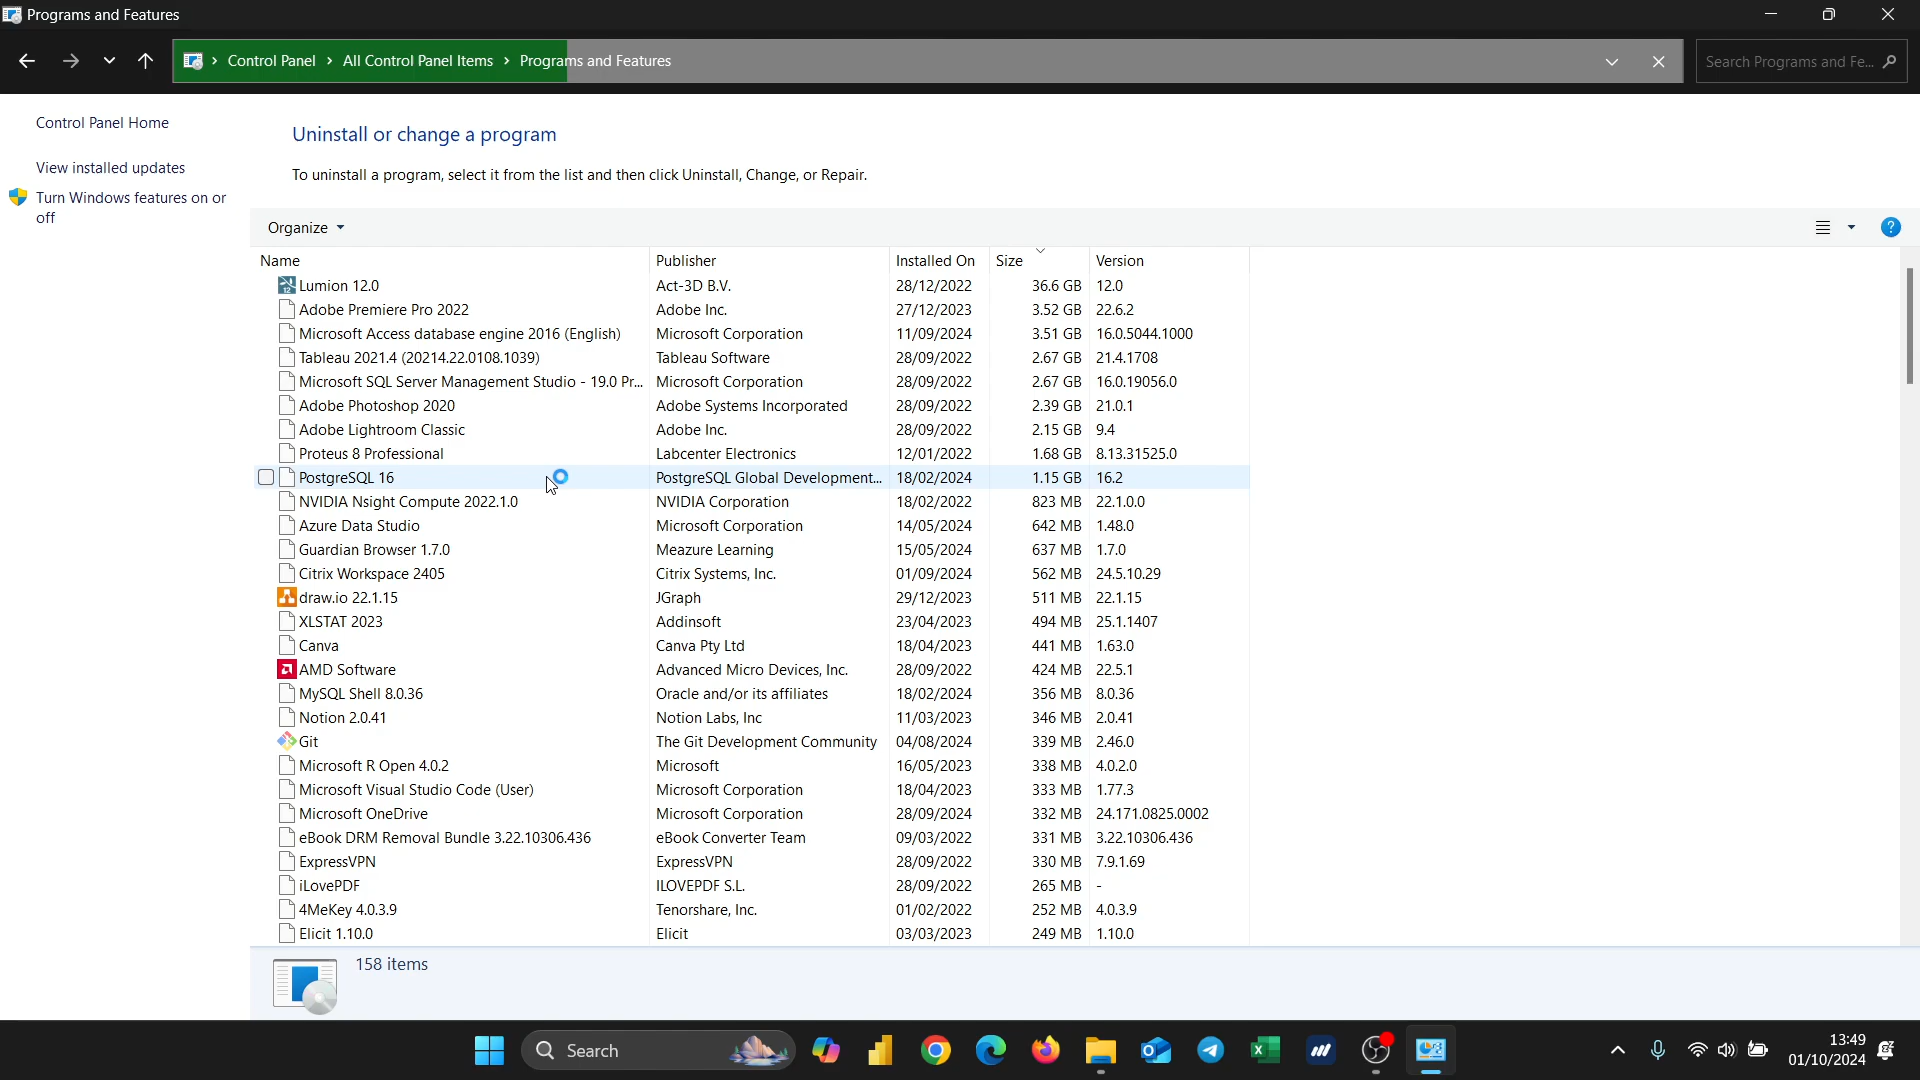 Programs and Features
Control Panel › All Control Panel Items › Programs and Features
Search Programs and Fe...
Control Panel Home
View installed updates
Turn Windows features on or
off
Uninstall or change a program
To uninstall a program, select it from the list and then click Uninstall, Change, or Repair.
Organize
Name Publisher Installed On Size Version
Lumion 12.0 Act-3D B.V. 28/12/2022 36.6 GB 12.0
Adobe Premiere Pro 2022 Adobe Inc. 27/12/2023 3.52 GB 22.6.2
Microsoft Access database engine 2016 (English) Microsoft Corporation 11/09/2024 3.51 GB 16.0.5044.1000
Tableau 2021.4 (20214.22.0108.1039) Tableau Software 28/09/2022 2.67 GB 21.4.1708
Microsoft SQL Server Management Studio - 19.0 Pr... Microsoft Corporation 28/09/2022 2.67 GB 16.0.19056.0
Adobe Photoshop 2020 Adobe Systems Incorporated 28/09/2022 2.39 GB 21.0.1
Adobe Lightroom Classic Adobe Inc. 28/09/2022 2.15 GB 9.4
Proteus 8 Professional Labcenter Electronics 12/01/2022 1.68 GB 8.13.31525.0
PostgreSQL 16 PostgreSQL Global Development... 18/02/2024 1.15 GB 16.2
NVIDIA Nsight Compute 2022.1.0 NVIDIA Corporation 18/02/2022 823 MB 22.1.0.0
Azure Data Studio Microsoft Corporation 14/05/2024 642 MB 1.48.0
Guardian Browser 1.7.0 Meazure Learning 15/05/2024 637 MB 1.7.0
Citrix Workspace 2405 Citrix Systems, Inc. 01/09/2024 562 MB 24.5.10.29
draw.io 22.1.15 JGraph 29/12/2023 511 MB 22.1.15
XLSTAT 2023 Addinsoft 23/04/2023 494 MB 25.1.1407
Canva Canva Pty Ltd 18/04/2023 441 MB 1.63.0
AMD Software Advanced Micro Devices, Inc. 28/09/2022 424 MB 22.5.1
MySQL Shell 8.0.36 Oracle and/or its affiliates 18/02/2024 356 MB 8.0.36
Notion 2.0.41 Notion Labs, Inc 11/03/2023 346 MB 2.0.41
Git The Git Development Community 04/08/2024 339 MB 2.46.0
Microsoft R Open 4.0.2 Microsoft 16/05/2023 338 MB 4.0.2.0
Microsoft Visual Studio Code (User) Microsoft Corporation 18/04/2023 333 MB 1.77.3
Microsoft OneDrive Microsoft Corporation 28/09/2024 332 MB 24.171.0825.0002
eBook DRM Removal Bundle 3.22.10306.436 eBook Converter Team 09/03/2022 331 MB 3.22.10306.436
ExpressVPN ExpressVPN 28/09/2022 330 MB 7.9.1.69
iLovePDF ILOVEPDF S.L. 28/09/2022 265 MB -
4MeKey 4.0.3.9 Tenorshare, Inc. 01/02/2022 252 MB 4.0.3.9
Elicit 1.10.0 Elicit 03/03/2023 249 MB 1.10.0
158 items
Search
13:49
01/10/2024